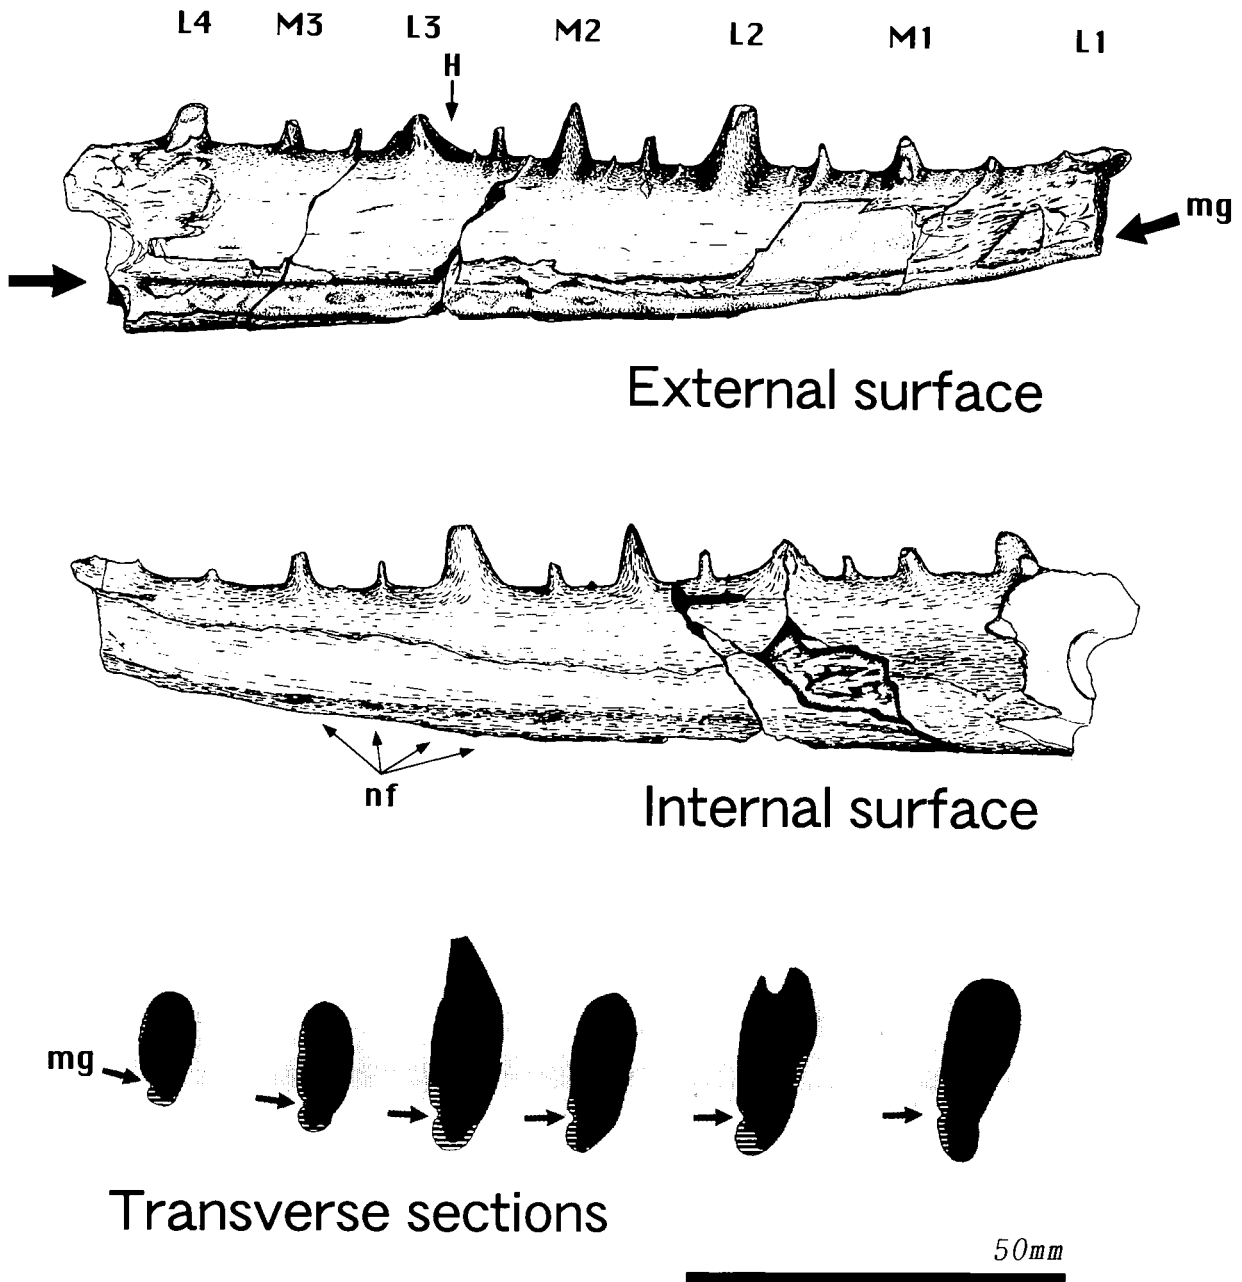 L4 M3 L3 M2 L2 M1 L1
H
mg
External surface
nf
Internal surface
mg
Transverse sections
50mm